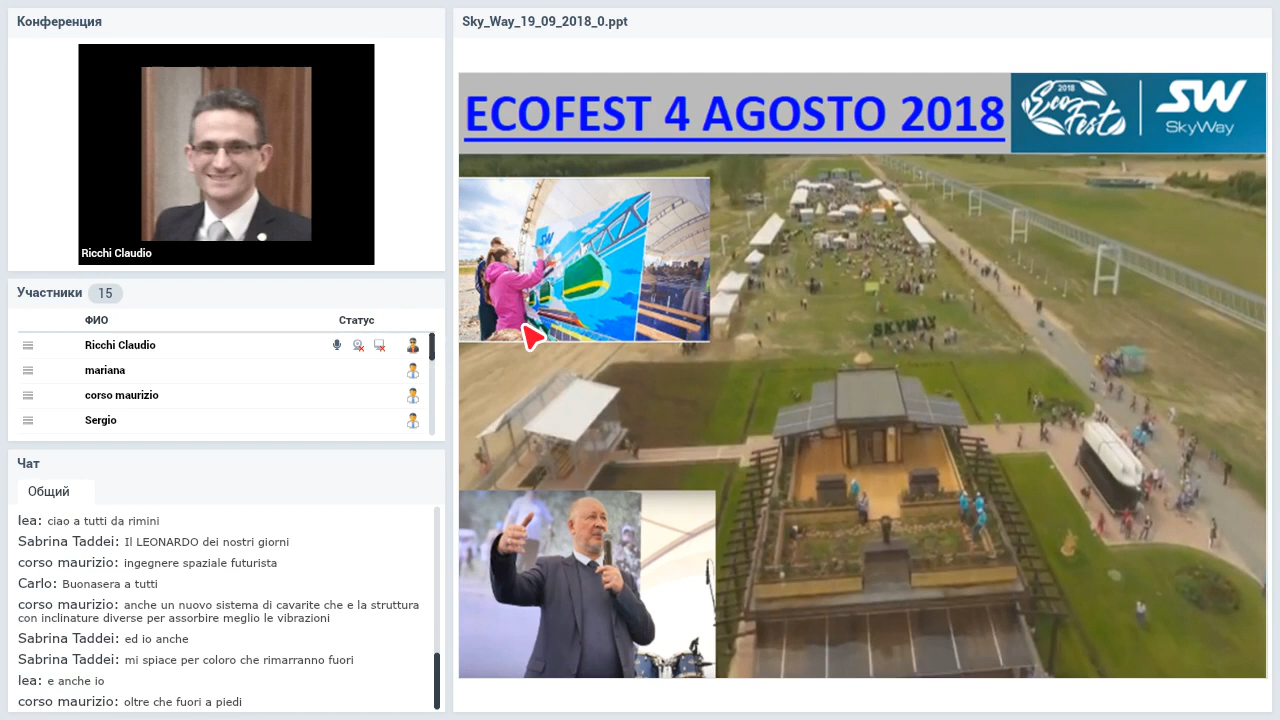 Конференция
Ricchi Claudio
Участники 15
ФИО Статус
Ricchi Claudio
mariana
corso maurizio
Sergio
Чат
Общий
lea: ciao a tutti da rimini
Sabrina Taddei: Il LEONARDO dei nostri giorni
corso maurizio: ingegnere spaziale futurista
Carlo: Buonasera a tutti
corso maurizio: anche un nuovo sistema di cavarite che e la struttura
con inclinature diverse per assorbire meglio le vibrazioni
Sabrina Taddei: ed io anche
Sabrina Taddei: mi spiace per coloro che rimarranno fuori
lea: e anche io
corso maurizio: oltre che fuori a piedi
Sky_Way_19_09_2018_0.ppt
ECOFEST 4 AGOSTO 2018
2018
Eco
Fest
SW
SkyWay
SW
SKYWAY